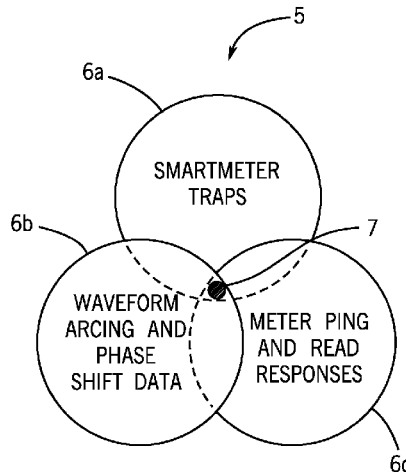 5
6a
SMARTMETER
TRAPS
6b
7
WAVEFORM
ARCING AND
PHASE
SHIFT DATA
METER PING
AND READ
RESPONSES
6c